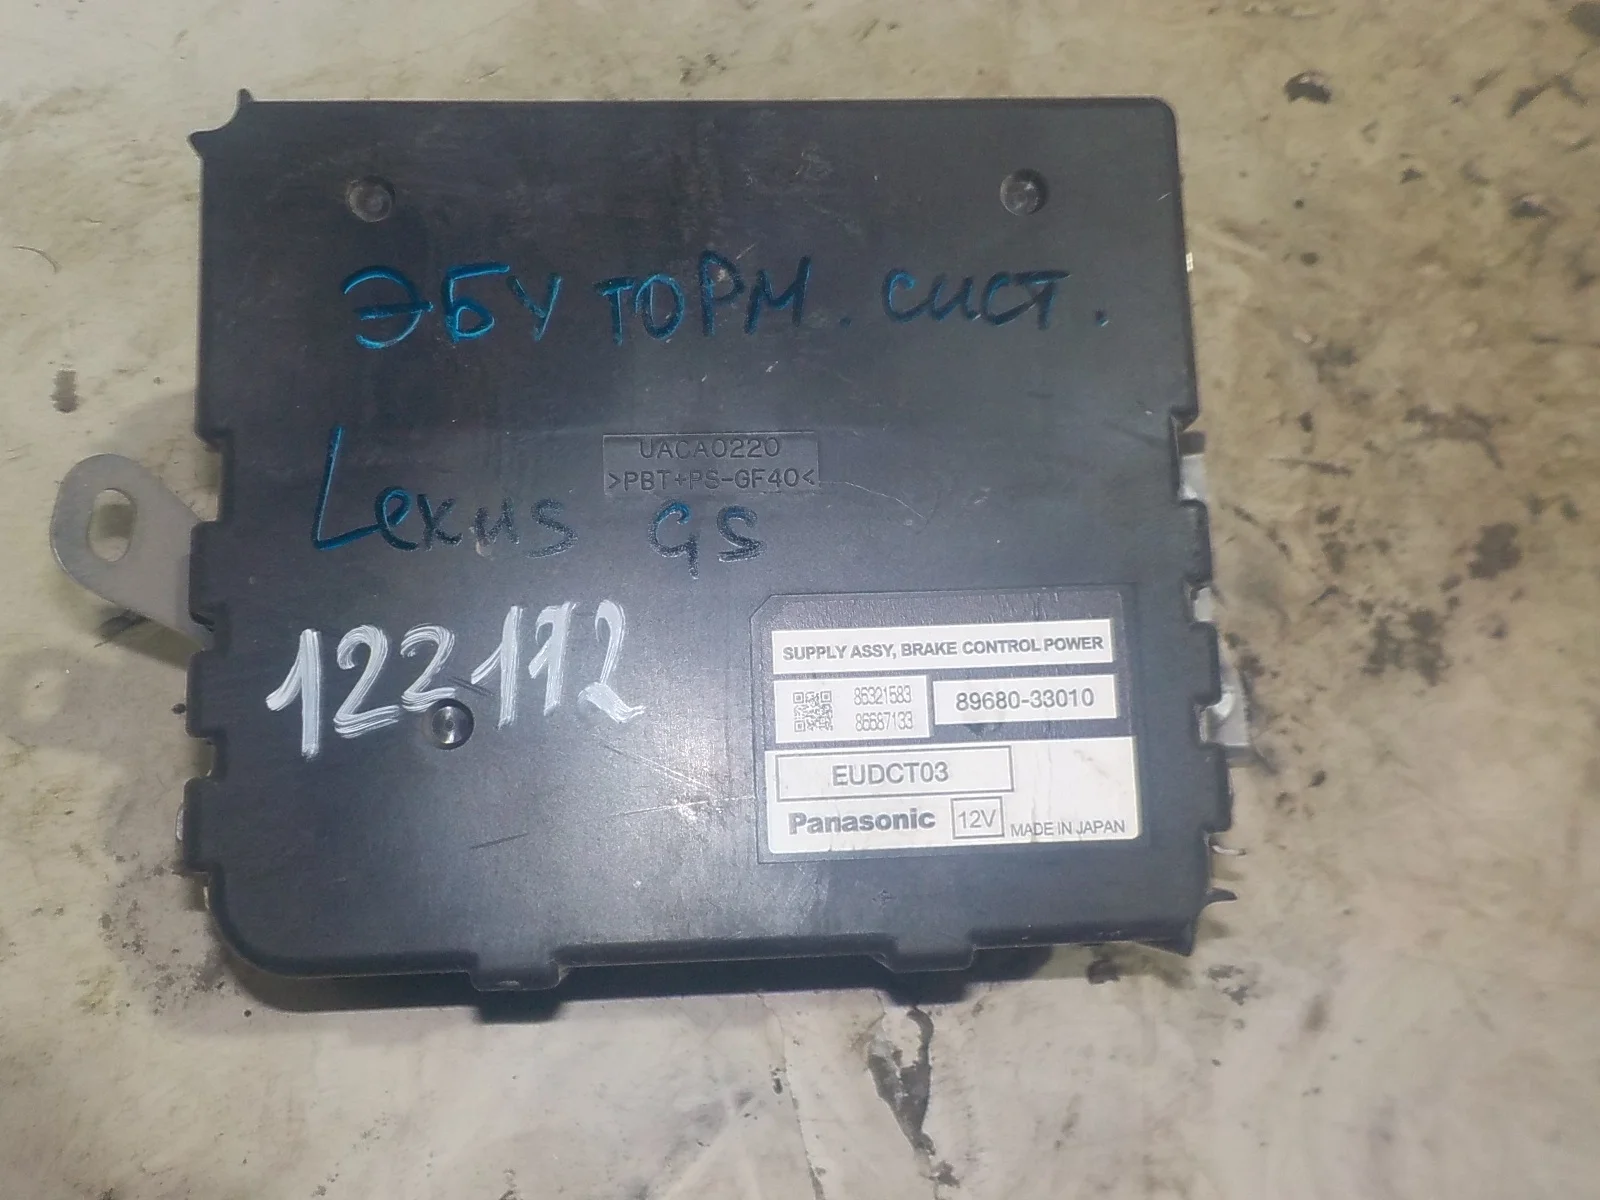 ЭБУ ТОРМ. СИСТ.
UACA0220
>PBT+PS-GF40<
Lexus GS
122172
SUPPLY ASSY, BRAKE CONTROL POWER
86321583
86587133
89680-33010
EUDCT03
Panasonic 12V MADE IN JAPAN